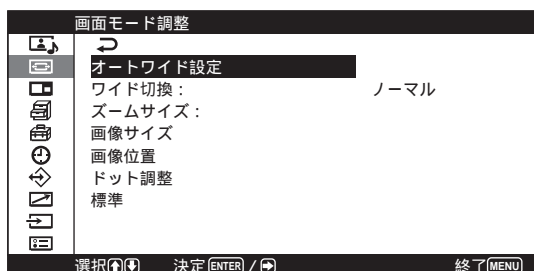 画面モード調整
オートワイド設定
ワイド切換: ノーマル
ズームサイズ:
画像サイズ
画像位置
ドット調整
標準
選択 決定 ENTER / 終了 MENU